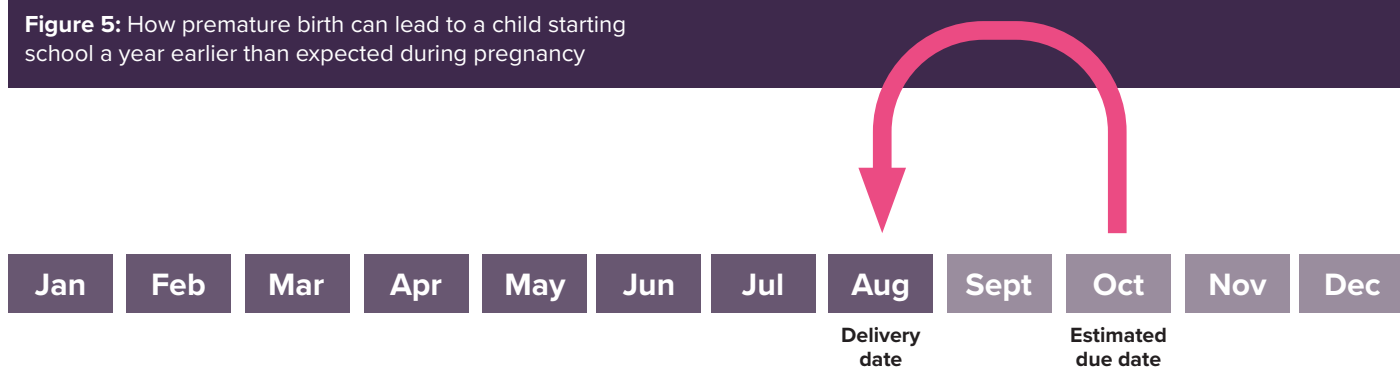 Figure 5: How premature birth can lead to a child starting
school a year earlier than expected during pregnancy
Jan Feb Mar Apr May Jun Jul Aug Sept Oct Nov Dec
Delivery date
Estimated due date